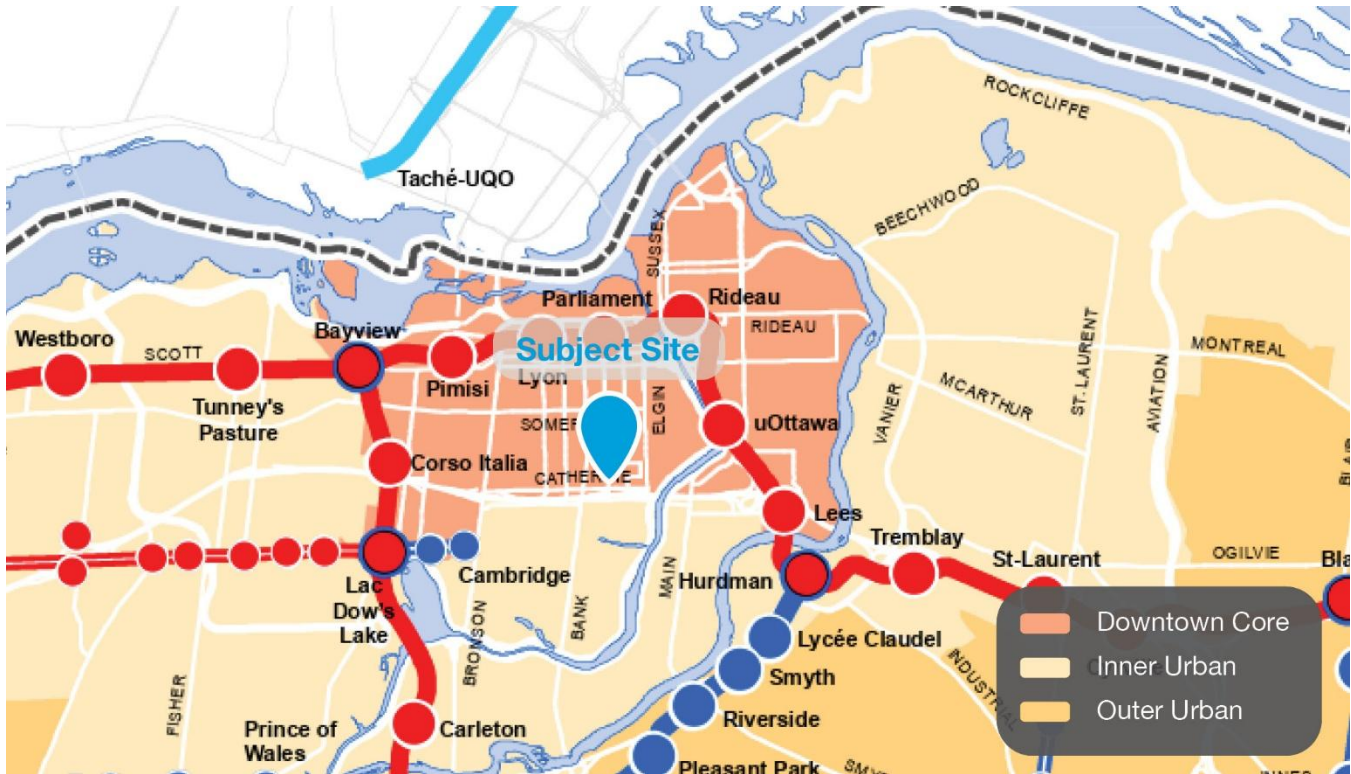 ROCKCLIFFE
Taché-UQO
BEECHWOOD
SUSSEX
Parliament
Rideau
RIDEAU
Bayview
Westboro
SCOTT
Subject Site
Pimisi
Lyon
Tunney's
Pasture
MONTREAL
ST.LAURENT
AVIATION
MCARTHUR
VANIER
ELGIN
uOttawa
Corso Italia
CATHERINE
Lees
Tremblay
St-Laurent
OGILVIE
Cambridge
Lac
Dow's
Lake
MAIN
Hurdman
BANK
BRONSON
FISHER
Lycée Claudel
Smyth
INDUSTRIAL
Riverside
Prince of
Wales
Carleton
Pleasant Park
Downtown Core
Inner Urban
Outer Urban